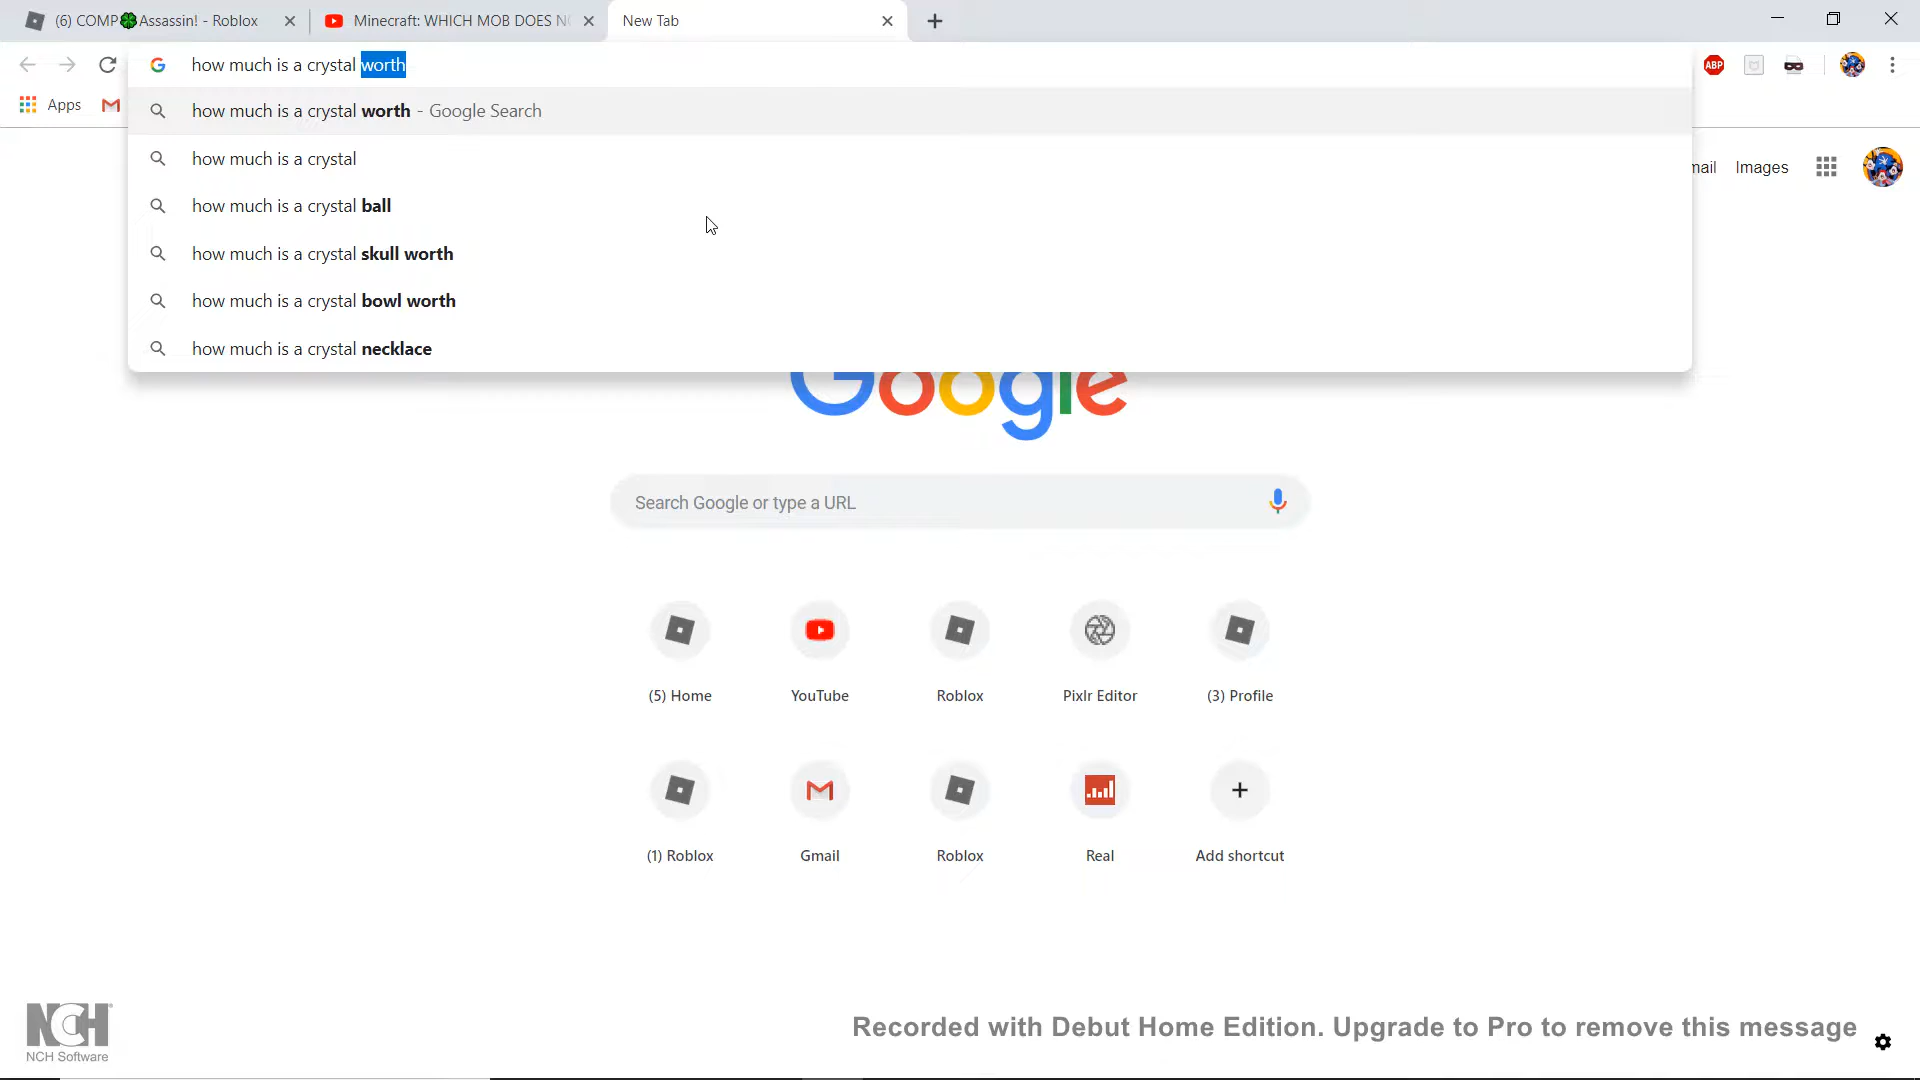 (6) COMP🍀Assassin! - Roblox
Minecraft: WHICH MOB DOES N
New Tab
how much is a crystal worth
ABP
Apps
how much is a crystal worth - Google Search
how much is a crystal
how much is a crystal ball
how much is a crystal skull worth
how much is a crystal bowl worth
how much is a crystal necklace
mail
Images
Google
Search Google or type a URL
(5) Home
YouTube
Roblox
Pixlr Editor
(3) Profile
(1) Roblox
Gmail
Roblox
Real
Add shortcut
NCH
NCH Software
Recorded with Debut Home Edition. Upgrade to Pro to remove this message